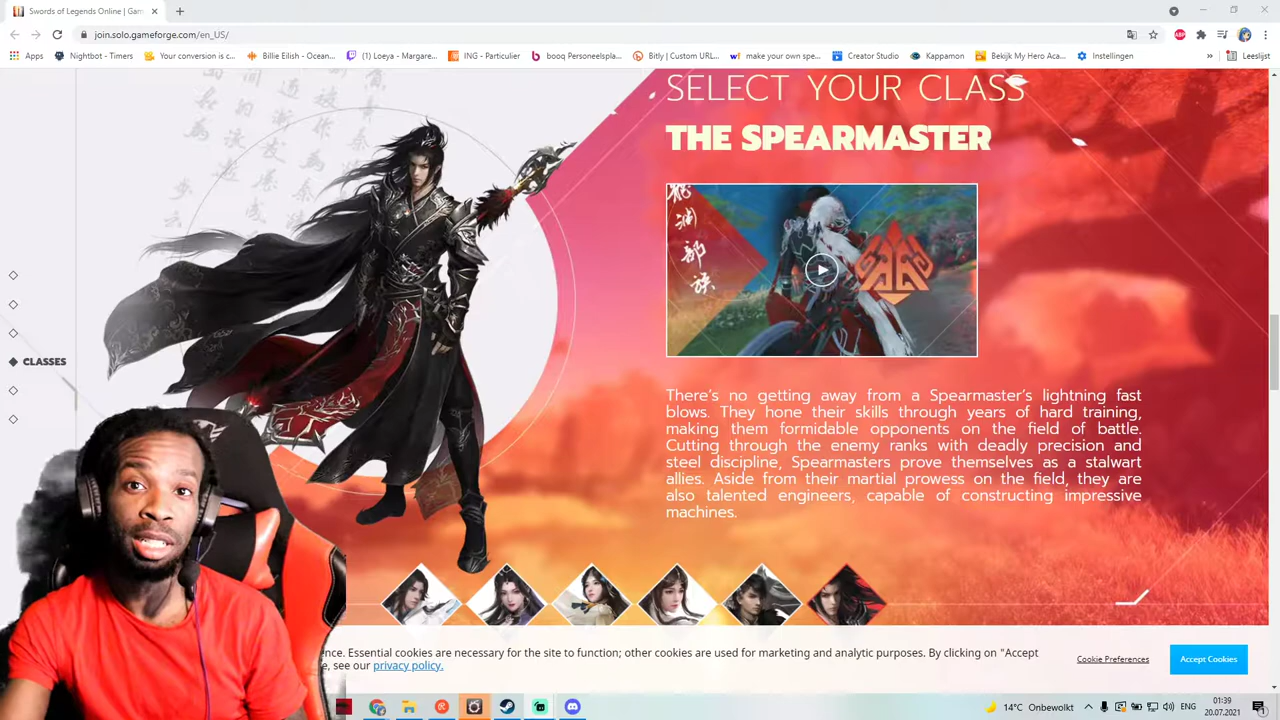 Swords of Legends Online | Gam
join.solo.gameforge.com/en_US/
Apps
Nightbot - Timers
Your conversion is c...
Billie Eilish - Ocean...
(1) Loeya - Margare...
ING - Particulier
booq Personeelspla...
Bitly | Custom URL...
make your own spe...
Creator Studio
Kappamon
Bekijk My Hero Aca...
Instellingen
»
Leeslijst
SELECT YOUR CLASS
THE SPEARMASTER
部
族
CLASSES
There's no getting away from a Spearmaster's lightning fast
blows. They hone their skills through years of hard training,
making them formidable opponents on the field of battle.
Cutting through the enemy ranks with deadly precision and
steel discipline, Spearmasters prove themselves as a stalwart
allies. Aside from their martial prowess on the field, they are
also talented engineers, capable of constructing impressive
machines.
ence. Essential cookies are necessary for the site to function; other cookies are used for marketing and analytic purposes. By clicking on "Accept
e, see our privacy policy.
Cookie Preferences
Accept Cookies
14°C Onbewolkt
ENG
01:39
20.07.2021